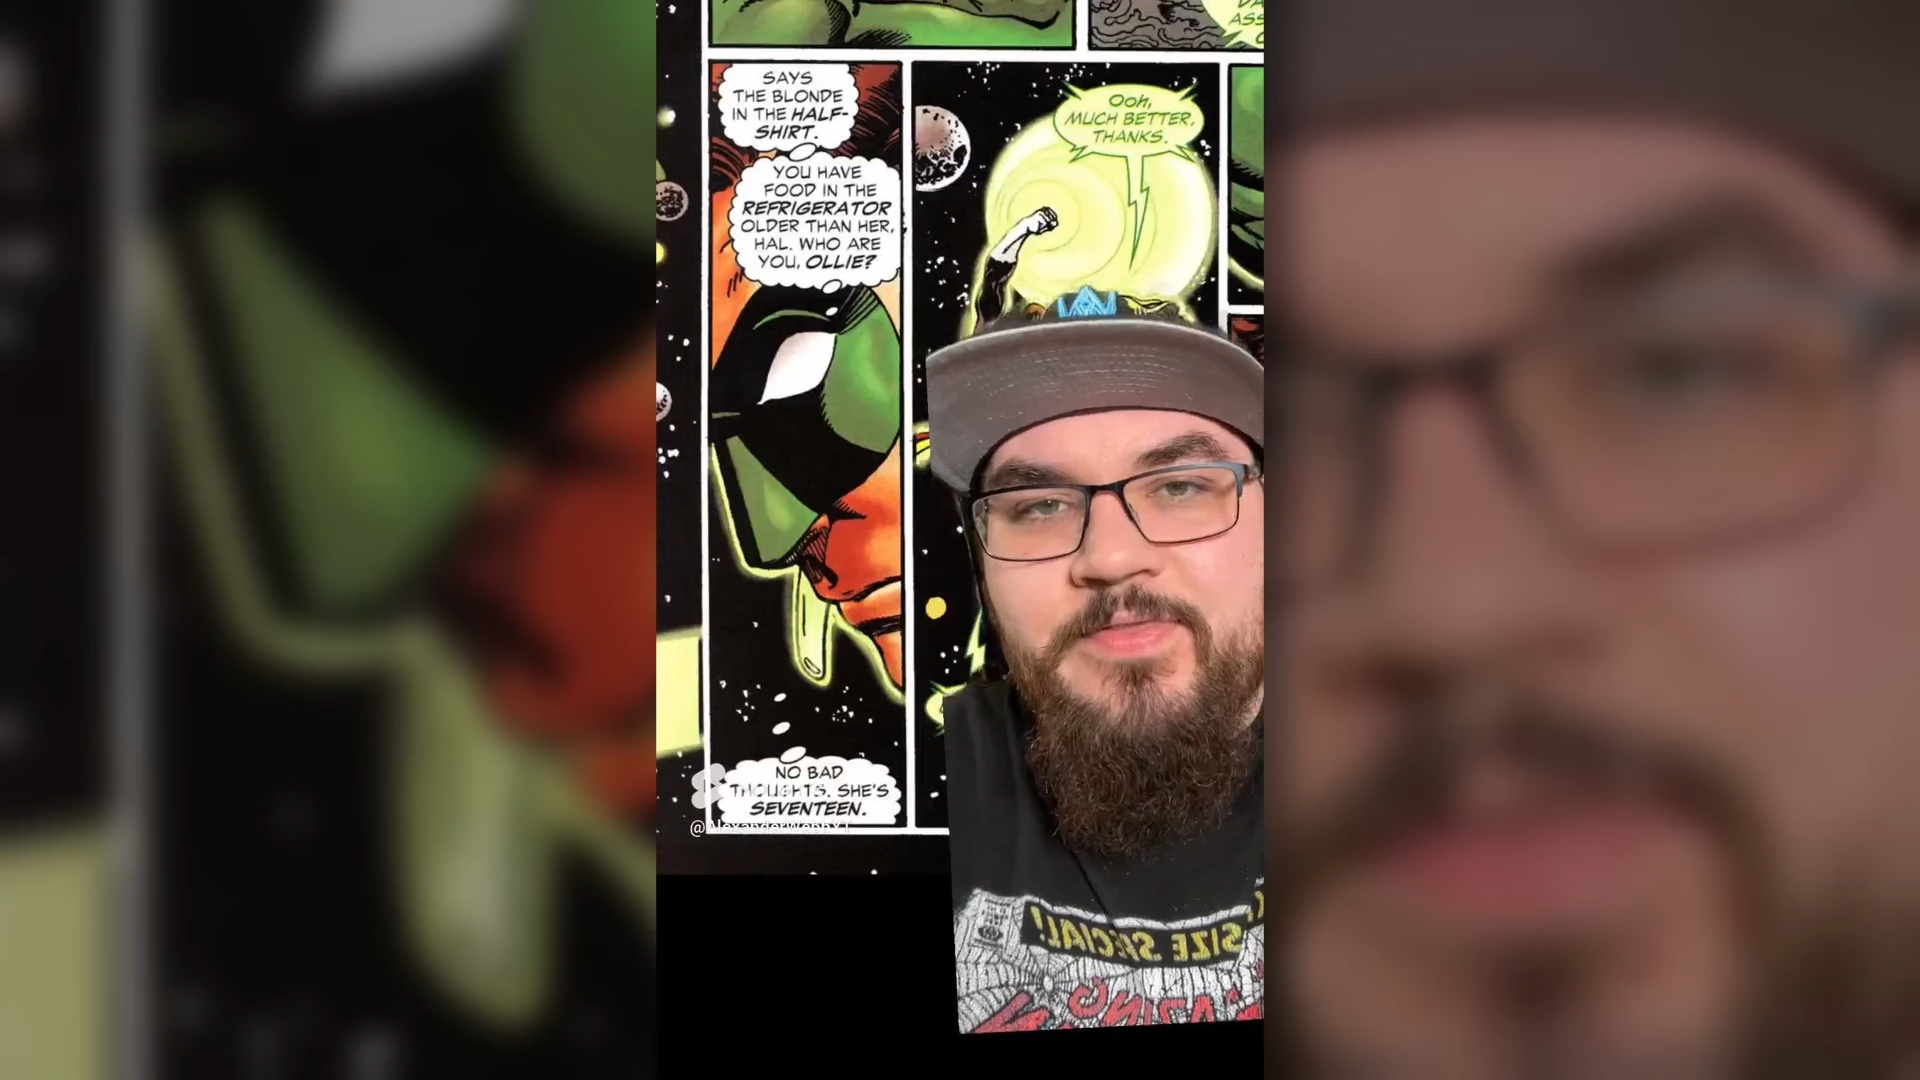 SAYS
THE BLONDE
IN THE HALF-
SHIRT.
YOU HAVE
FOOD IN THE
REFRIGERATOR
OLDER THAN HER,
HAL. WHO ARE
YOU, OLLIE?
NO BAD
THOUGHTS. SHE'S
SEVENTEEN.
Ooh,
MUCH BETTER,
THANKS.
ASS
SIZE SPECIAL!